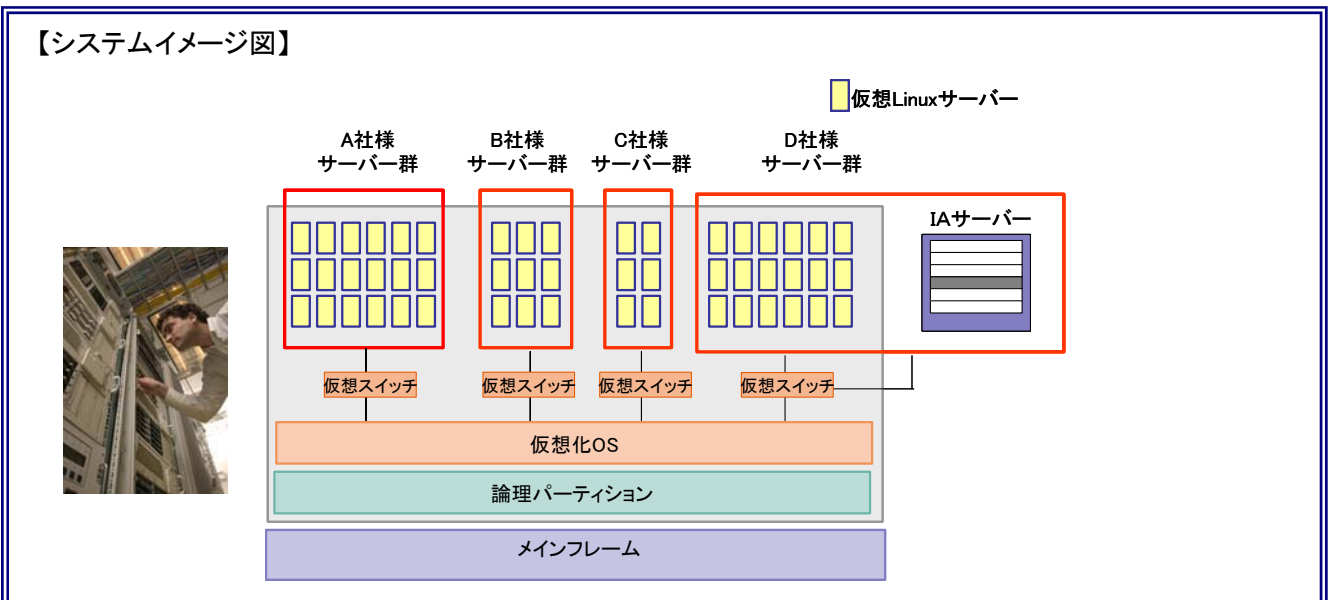 【システムイメージ図】
仮想Linuxサーバー
A社様
サーバー群
B社様
サーバー群
C社様
サーバー群
D社様
サーバー群
IAサーバー
仮想スイッチ
仮想スイッチ
仮想スイッチ
仮想スイッチ
仮想化OS
論理パーティション
メインフレーム